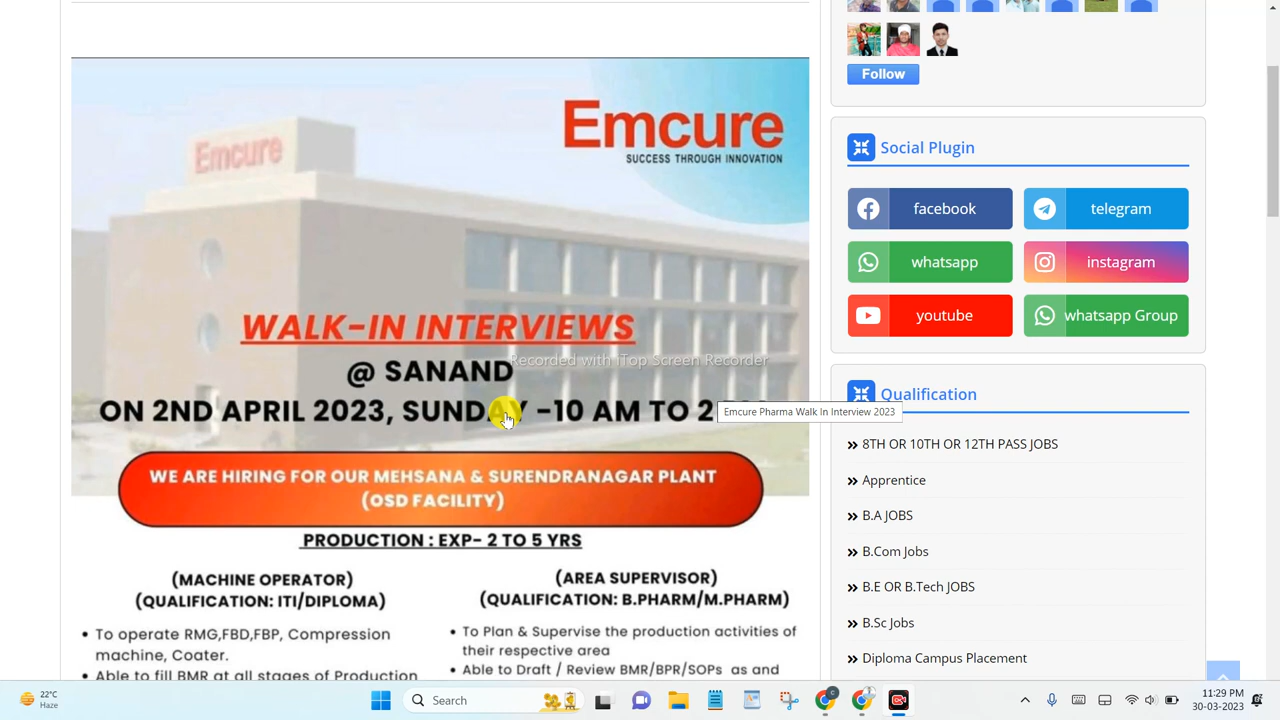 Follow
Emcure
SUCCESS THROUGH INNOVATION
Emcure
Social Plugin
facebook
telegram
whatsapp
instagram
youtube
whatsapp Group
WALK-IN INTERVIEWS
Recorded with iTop Screen Recorder
@ SANAND
ON 2ND APRIL 2023, SUNDAY -10 AM TO 2
Emcure Pharma Walk In Interview 2023
WE ARE HIRING FOR OUR MEHSANA & SURENDRANAGAR PLANT
(OSD FACILITY)
PRODUCTION : EXP- 2 TO 5 YRS
(MACHINE OPERATOR)
(QUALIFICATION: ITI/DIPLOMA)
• To operate RMG,FBD,FBP, Compression
machine, Coater.
• Able to fill BMR at all stages of Production
(AREA SUPERVISOR)
(QUALIFICATION: B.PHARM/M.PHARM)
• To Plan & Supervise the production activities of
their respective area
• Able to Draft / Review BMR/BPR/SOPs as and
Qualification
8TH OR 10TH OR 12TH PASS JOBS
Apprentice
B.A JOBS
B.Com Jobs
B.E OR B.Tech JOBS
B.Sc Jobs
Diploma Campus Placement
22°C
Haze
Search
11:29 PM
30-03-2023